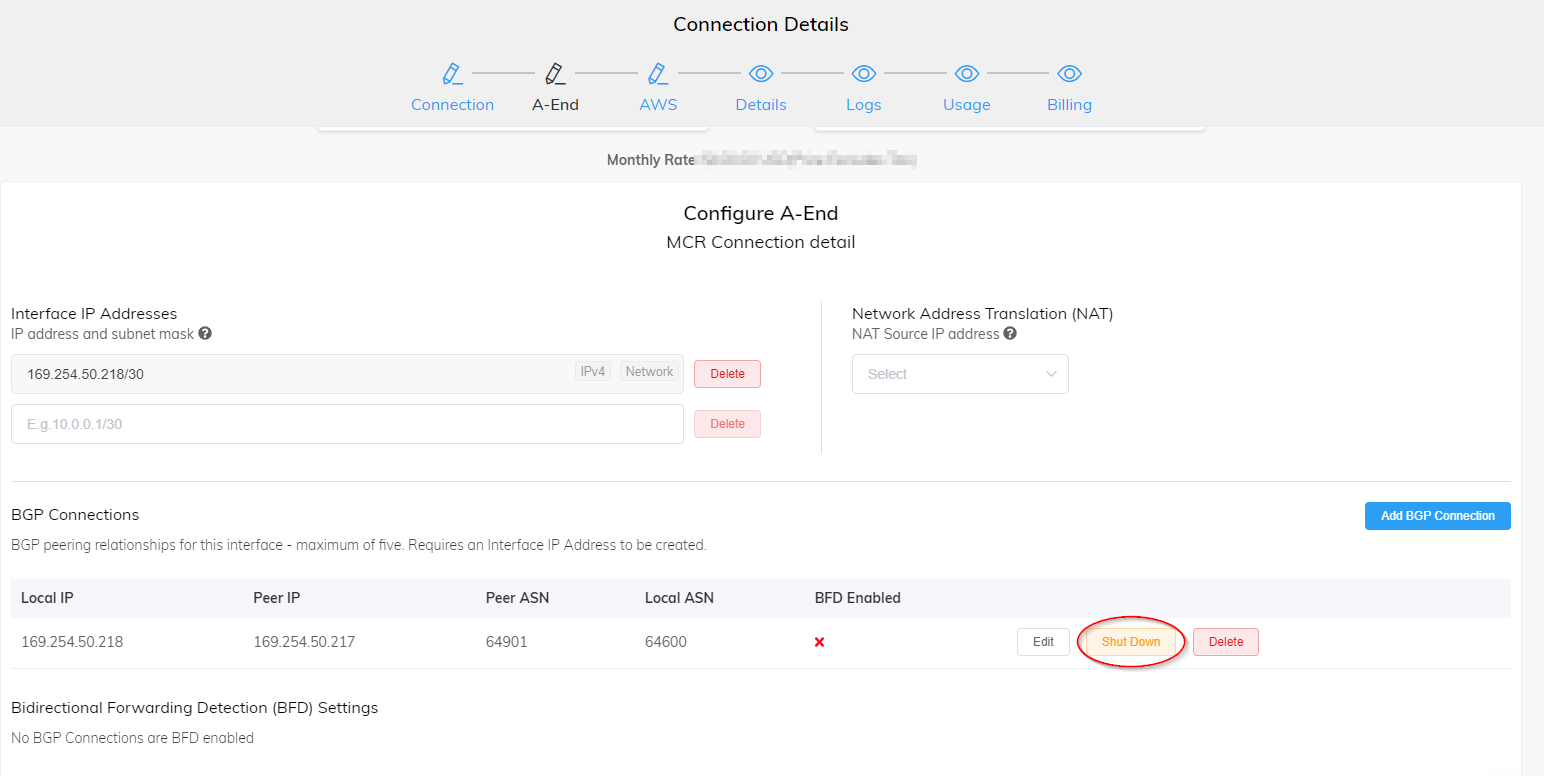 Connection Details
Connection A-End AWS Details Logs Usage Billing
Monthly Rate
Configure A-End
MCR Connection detail
Interface IP Addresses
IP address and subnet mask
169.254.50.218/30 IPv4 Network Delete
E.g.10.0.0.1/30 Delete
Network Address Translation (NAT)
NAT Source IP address
Select
BGP Connections
Add BGP Connection
BGP peering relationships for this interface - maximum of five. Requires an Interface IP Address to be created.
Local IP Peer IP Peer ASN Local ASN BFD Enabled
169.254.50.218 169.254.50.217 64901 64600 Edit Shut Down Delete
Bidirectional Forwarding Detection (BFD) Settings
No BGP Connections are BFD enabled